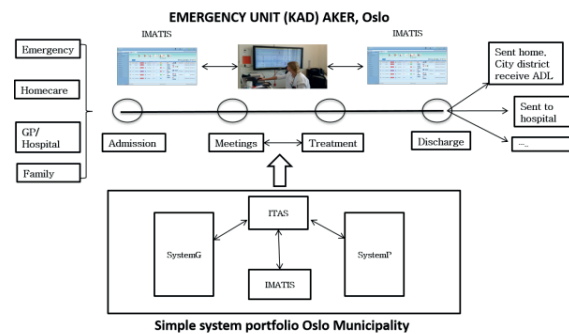 EMERGENCY UNIT (KAD) AKER, Oslo
IMATIS
IMATIS
Emergency
Homecare
GP/
Hospital
Family
Admission
Meetings
Treatment
Discharge
Sent home,
City district
receive ADL
Sent to
hospital
...
ITAS
SystemG
SystemP
IMATIS
Simple system portfolio Oslo Municipality